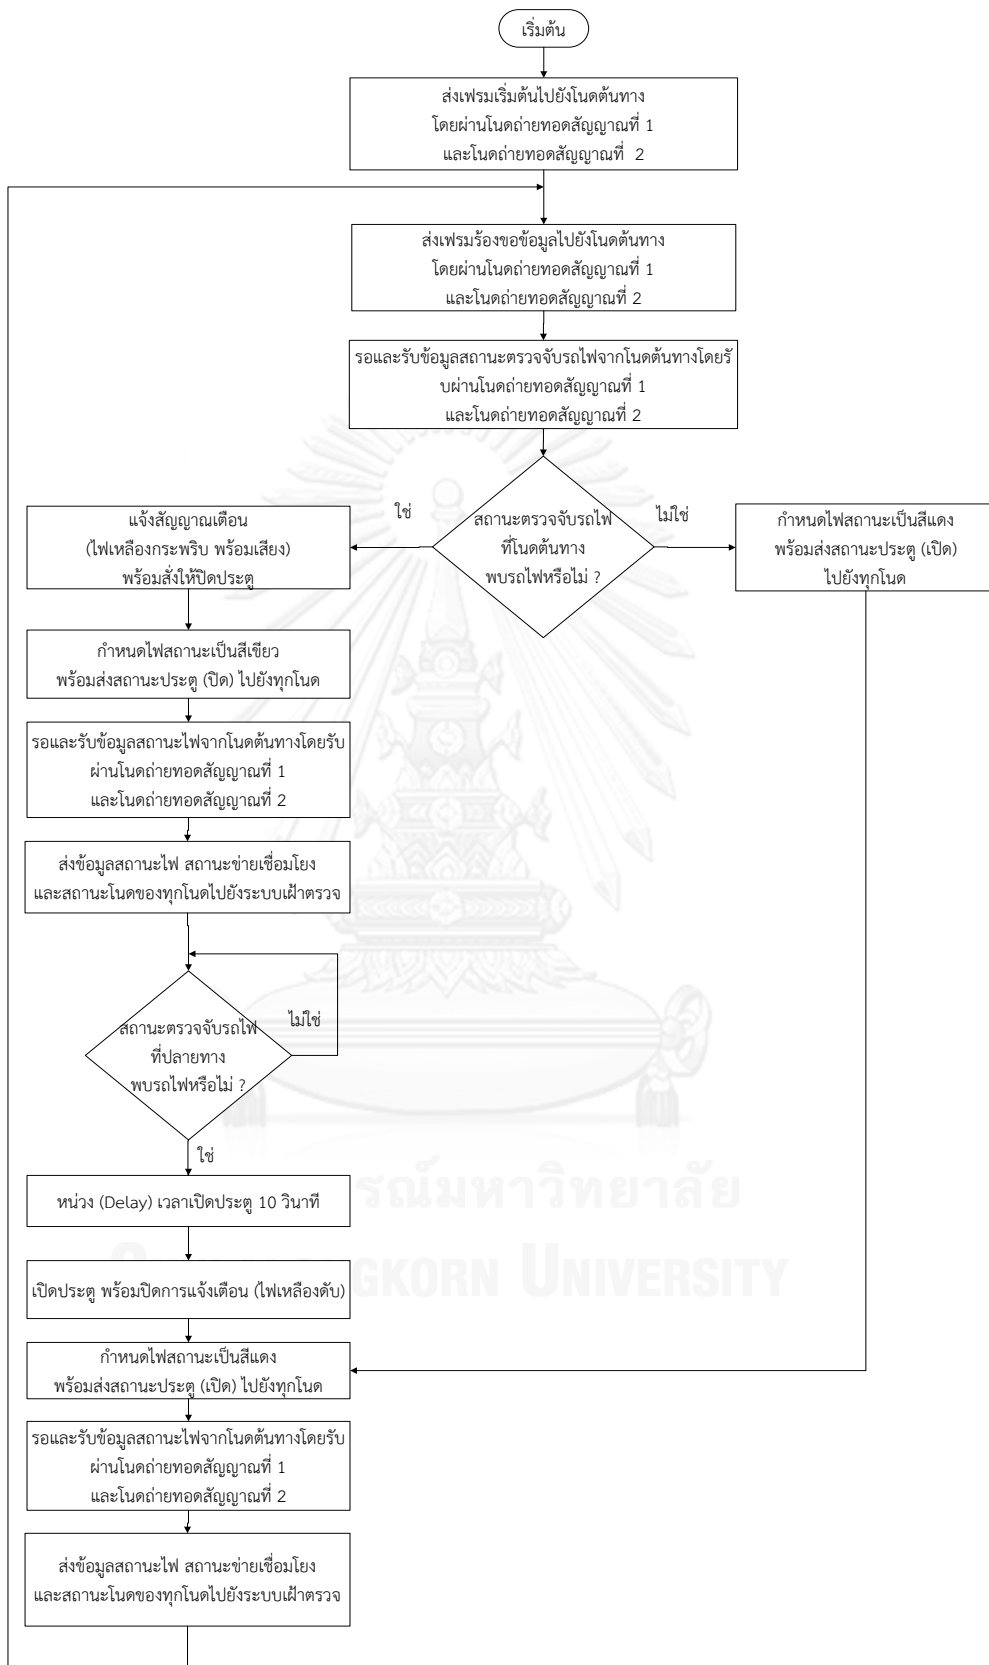 เริ่มต้น
ส่งเฟรมเริ่มต้นไปยังโนดต้นทาง
โดยผ่านโนดถ่ายทอดสัญญาณที่ 1
และโนดถ่ายทอดสัญญาณที่ 2
ส่งเฟรมร้องขอข้อมูลไปยังโนดต้นทาง
โดยผ่านโนดถ่ายทอดสัญญาณที่ 1
และโนดถ่ายทอดสัญญาณที่ 2
รอและรับข้อมูลสถานะตรวจจับรถไฟจากโนดต้นทางโดยรั
บผ่านโนดถ่ายทอดสัญญาณที่ 1
และโนดถ่ายทอดสัญญาณที่ 2
สถานะตรวจจับรถไฟ
ที่โนดต้นทาง
พบรถไฟหรือไม่ ?
ใช่
ไม่ใช่
แจ้งสัญญาณเตือน
(ไฟเหลืองกระพริบ พร้อมเสียง)
พร้อมสั่งให้ปิดประตู
กำหนดไฟสถานะเป็นสีแดง
พร้อมส่งสถานะประตู (เปิด)
ไปยังทุกโนด
กำหนดไฟสถานะเป็นสีเขียว
พร้อมส่งสถานะประตู (ปิด) ไปยังทุกโนด
รอและรับข้อมูลสถานะไฟจากโนดต้นทางโดยรับ
ผ่านโนดถ่ายทอดสัญญาณที่ 1
และโนดถ่ายทอดสัญญาณที่ 2
ส่งข้อมูลสถานะไฟ สถานะข่ายเชื่อมโยง
และสถานะโนดของทุกโนดไปยังระบบเฝ้าตรวจ
สถานะตรวจจับรถไฟ
ที่ปลายทาง
พบรถไฟหรือไม่ ?
ไม่ใช่
ใช่
หน่วง (Delay) เวลาเปิดประตู 10 วินาที
เปิดประตู พร้อมปิดการแจ้งเตือน (ไฟเหลืองดับ)
กำหนดไฟสถานะเป็นสีแดง
พร้อมส่งสถานะประตู (เปิด) ไปยังทุกโนด
รอและรับข้อมูลสถานะไฟจากโนดต้นทางโดยรับ
ผ่านโนดถ่ายทอดสัญญาณที่ 1
และโนดถ่ายทอดสัญญาณที่ 2
ส่งข้อมูลสถานะไฟ สถานะข่ายเชื่อมโยง
และสถานะโนดของทุกโนดไปยังระบบเฝ้าตรวจ
รณ์มหาวิทยาลัย
GKORN UNIVERSITY